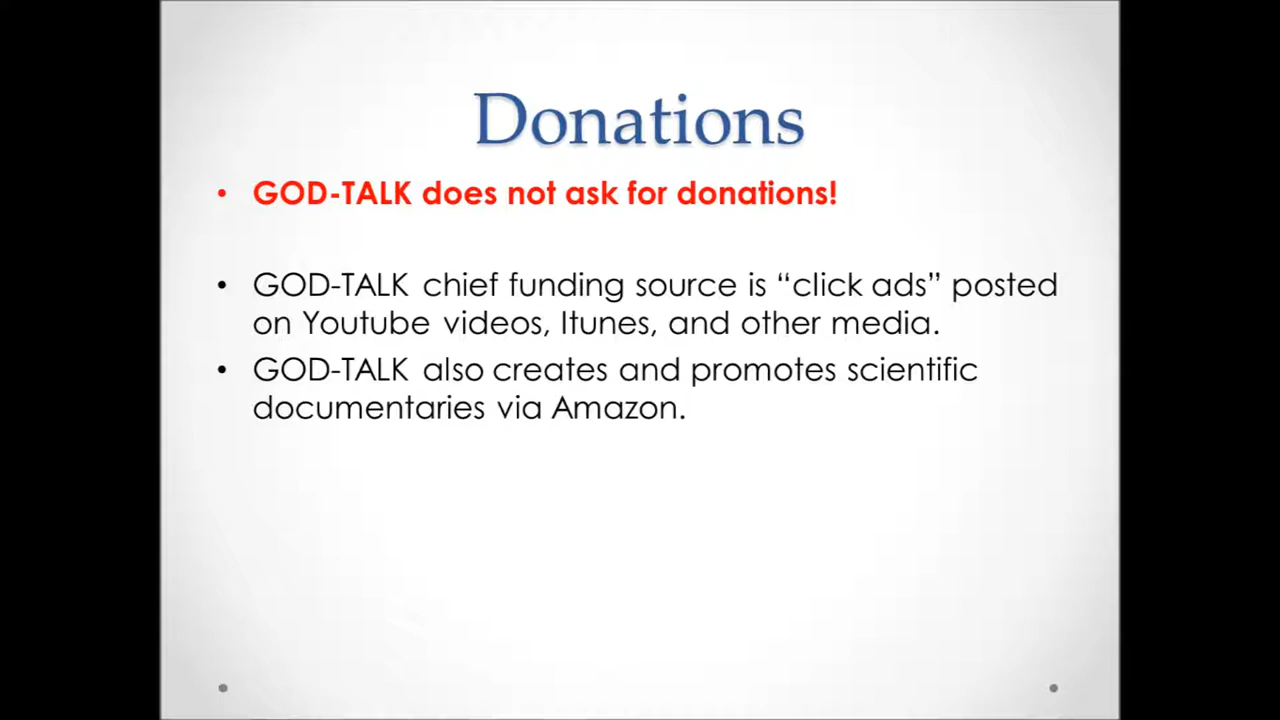 Donations
• GOD-TALK does not ask for donations!
• GOD-TALK chief funding source is “click ads” posted
on Youtube videos, Itunes, and other media.
• GOD-TALK also creates and promotes scientific
documentaries via Amazon.